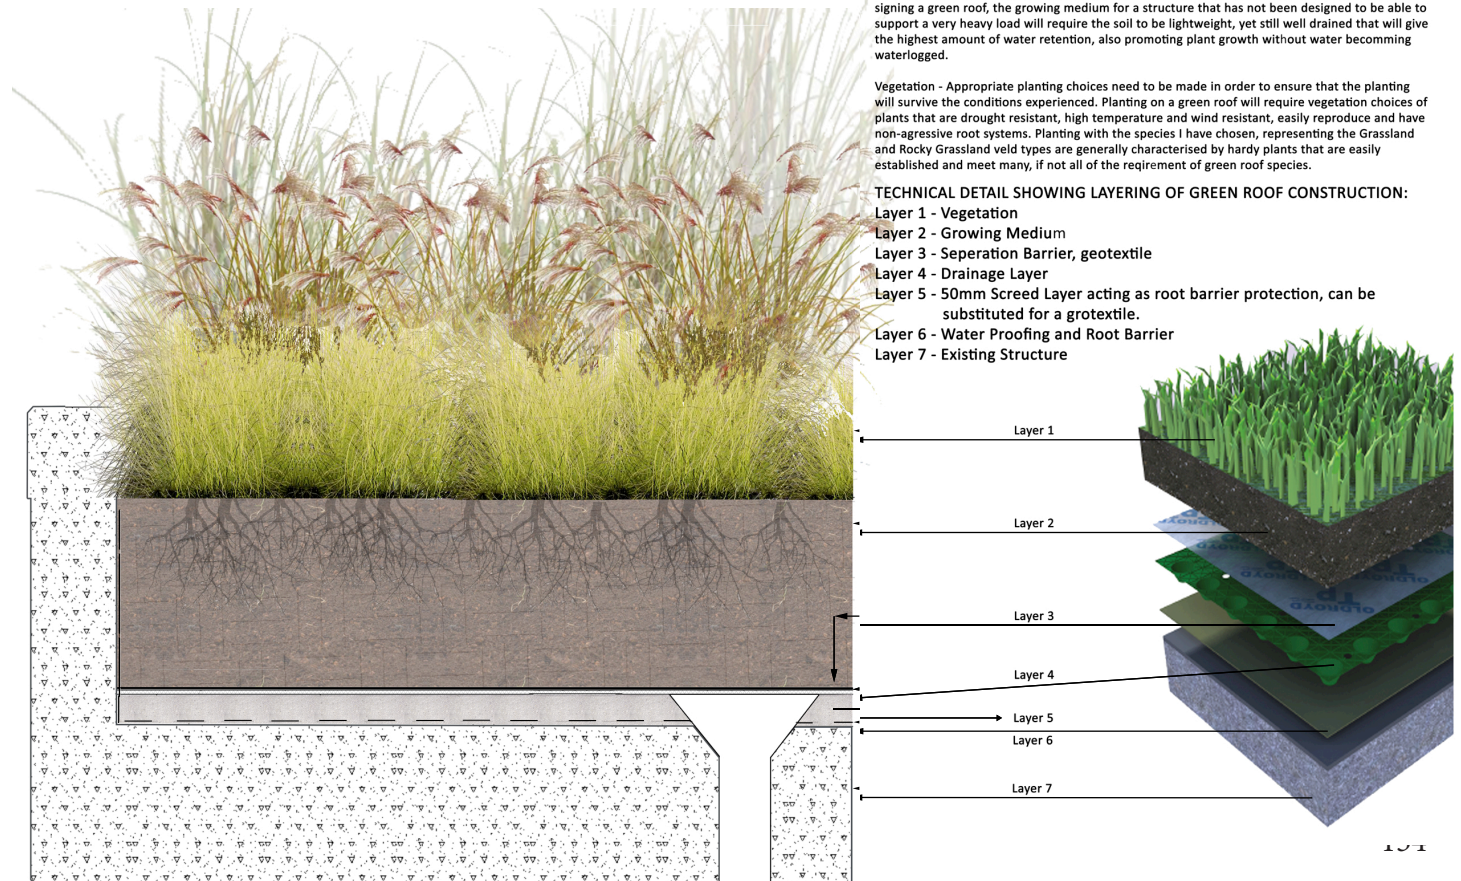 signing a green roof, the growing medium for a structure that has not been designed to be able to
support a very heavy load will require the soil to be lightweight, yet still well drained that will give
the highest amount of water retention, also promoting plant growth without water becomming
waterlogged.
Vegetation - Appropriate planting choices need to be made in order to ensure that the planting
will survive the conditions experienced. Planting on a green roof will require vegetation choices of
plants that are drought resistant, high temperature and wind resistant, easily reproduce and have
non-agressive root systems. Planting with the species I have chosen, representing the Grassland
and Rocky Grassland veld types are generally characterised by hardy plants that are easily
established and meet many, if not all of the reqirement of green roof species.
TECHNICAL DETAIL SHOWING LAYERING OF GREEN ROOF CONSTRUCTION:
Layer 1 - Vegetation
Layer 2 - Growing Medium
Layer 3 - Seperation Barrier, geotextile
Layer 4 - Drainage Layer
Layer 5 - 50mm Screed Layer acting as root barrier protection, can be
substituted for a grotextile.
Layer 6 - Water Proofing and Root Barrier
Layer 7 - Existing Structure
Layer 1
Layer 2
Layer 3
Layer 4
Layer 5
Layer 6
Layer 7
OLDROYD
TP
OLDROYD